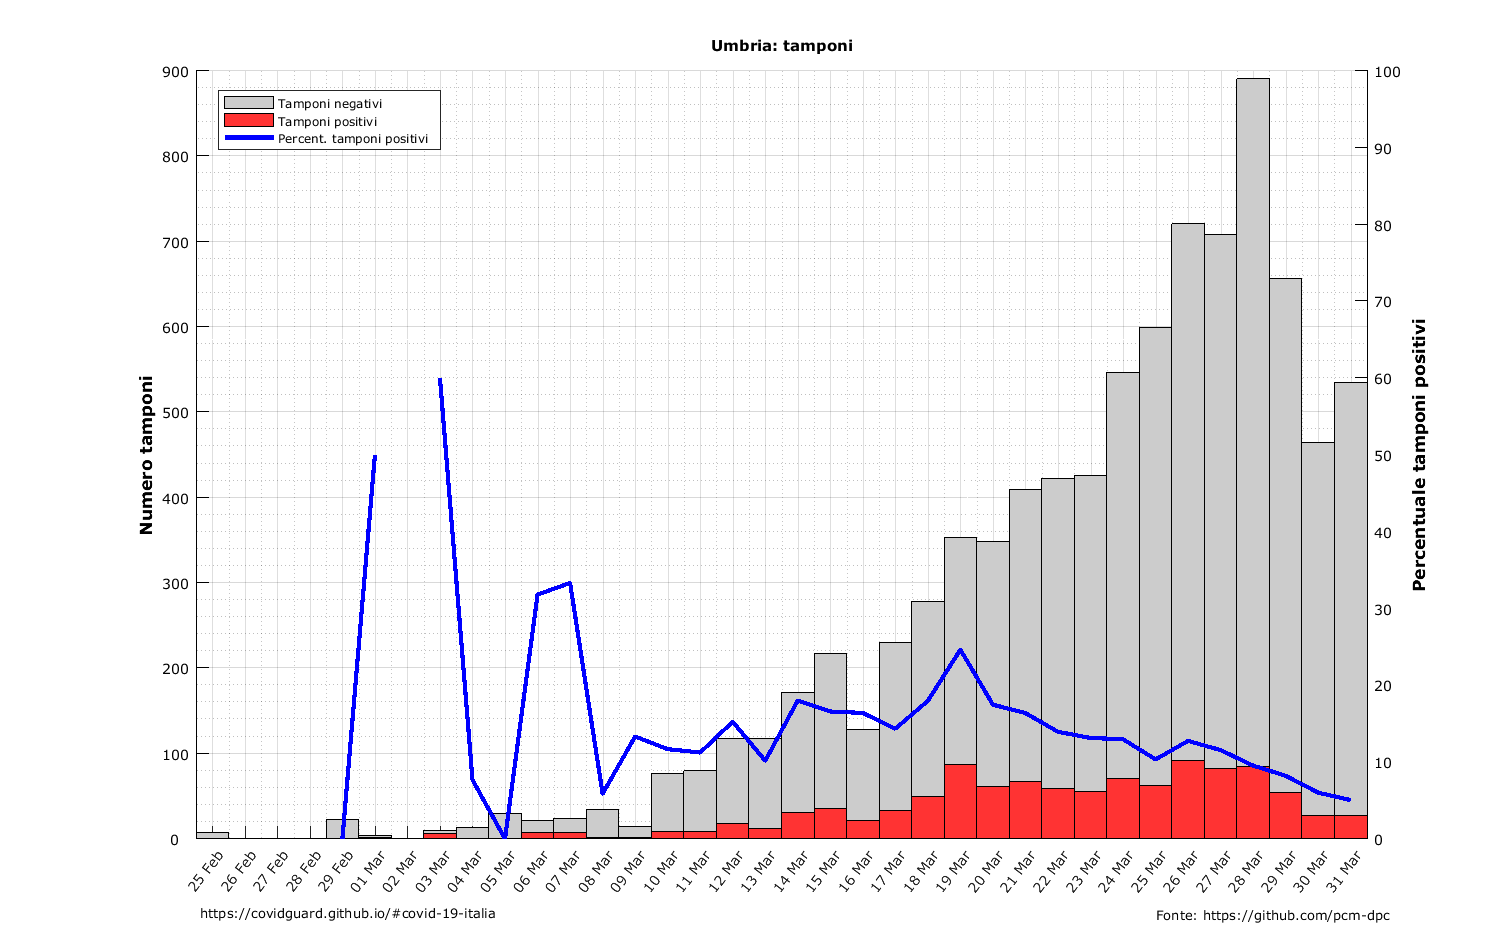 Umbria: tamponi
Tamponi negativi
Tamponi positivi
Percent. tamponi positivi
Numero tamponi
900
800
700
600
500
400
300
200
100
0
Percentuale tamponi positivi
100
90
80
70
60
50
40
30
20
10
0
25 Feb
26 Feb
27 Feb
28 Feb
29 Feb
01 Mar
02 Mar
03 Mar
04 Mar
05 Mar
06 Mar
07 Mar
08 Mar
09 Mar
10 Mar
11 Mar
12 Mar
13 Mar
14 Mar
15 Mar
16 Mar
17 Mar
18 Mar
19 Mar
20 Mar
21 Mar
22 Mar
23 Mar
24 Mar
25 Mar
26 Mar
27 Mar
28 Mar
29 Mar
30 Mar
31 Mar
https://covidguard.github.io/#covid-19-italia
Fonte: https://github.com/pcm-dpc